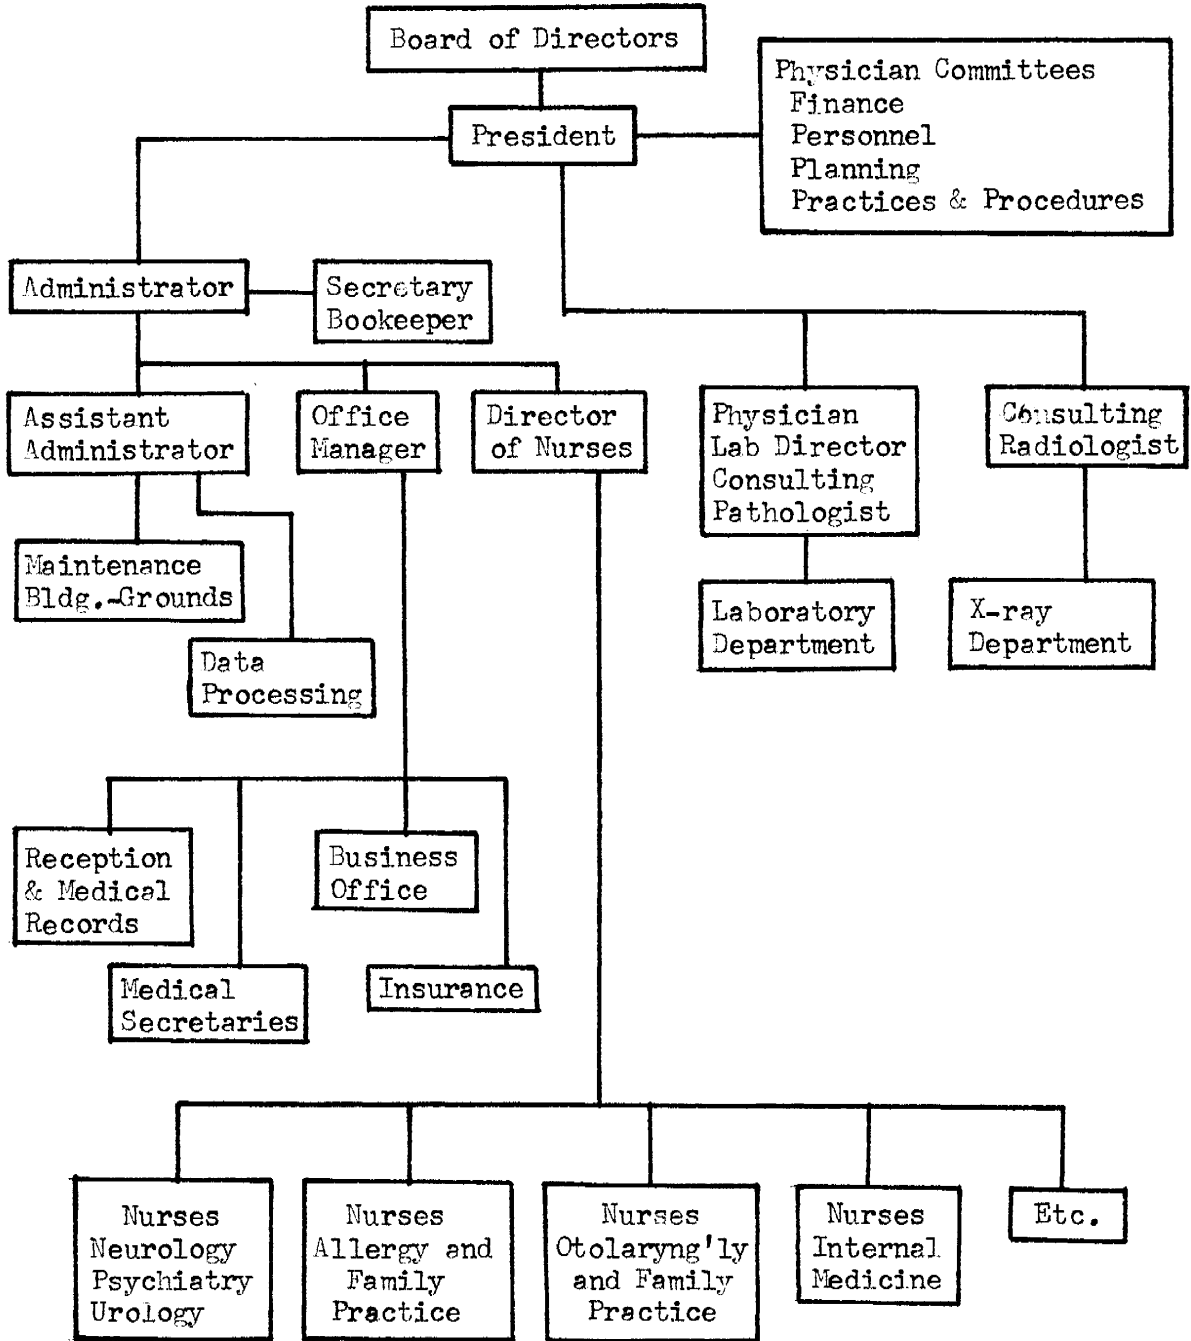 Board of Directors
Physician Committees
Finance
Personnel
Planning
Practices & Procedures
President
Administrator
Secretary
Bookeeper
Assistant
Administrator
Office
Manager
Director
of Nurses
Physician
Lab Director
Consulting
Pathologist
Consulting
Radiologist
Maintenance
Bldg.-Grounds
Data
Processing
Laboratory
Department
X-ray
Department
Reception
& Medical
Records
Business
Office
Medical
Secretaries
Insurance
Nurses
Neurology
Psychiatry
Urology
Nurses
Allergy and
Family
Practice
Nurses
Otolaryng'ly
and Family
Practice
Nurses
Internal
Medicine
Etc.